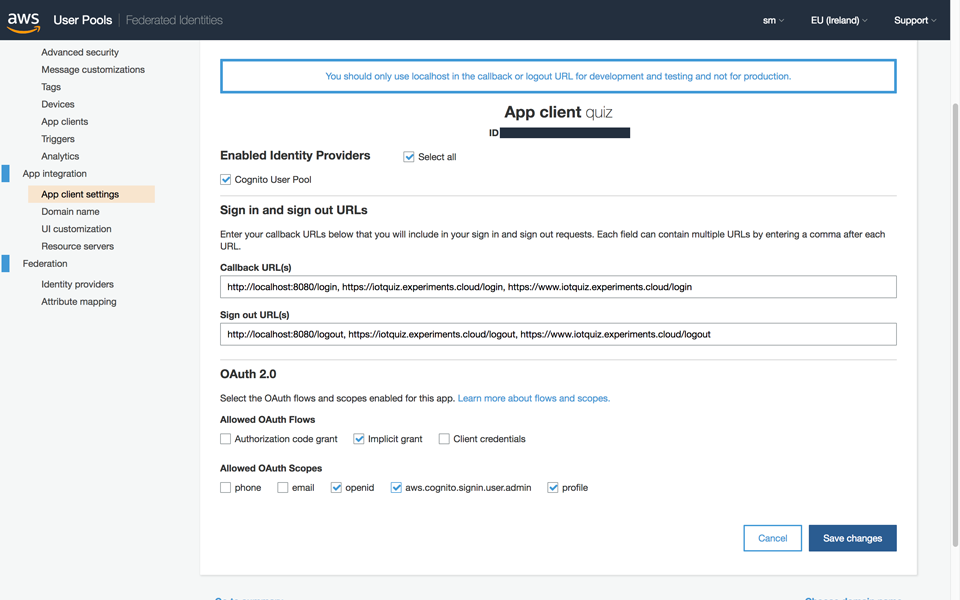 aws User Pools | Federated Identities sm EU (Ireland) Support
Advanced security
Message customizations
Tags
Devices
App clients
Triggers
Analytics
App integration
App client settings
Domain name
UI customization
Resource servers
Federation
Identity providers
Attribute mapping
You should only use localhost in the callback or logout URL for development and testing and not for production.
App client quiz
ID
Enabled Identity Providers Select all
Cognito User Pool
Sign in and sign out URLs
Enter your callback URLs below that you will include in your sign in and sign out requests. Each field can contain multiple URLs by entering a comma after each
URL.
Callback URL(s)
http://localhost:8080/login, https://iotquiz.experiments.cloud/login, https://www.iotquiz.experiments.cloud/login
Sign out URL(s)
http://localhost:8080/logout, https://iotquiz.experiments.cloud/logout, https://www.iotquiz.experiments.cloud/logout
OAuth 2.0
Select the OAuth flows and scopes enabled for this app. Learn more about flows and scopes.
Allowed OAuth Flows
Authorization code grant Implicit grant Client credentials
Allowed OAuth Scopes
phone email openid aws.cognito.signin.user.admin profile
Cancel Save changes